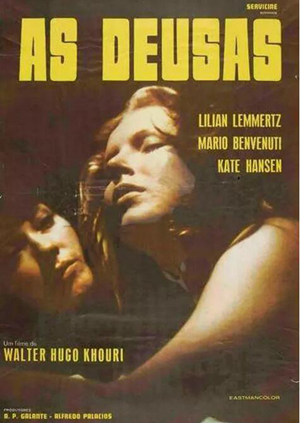 SERVICINE
AS DEUSAS
LILIAN LEMMERTZ
MARIO BENVENUTI
KATE HANSEN
Um filme de
WALTER HUGO KHOURI
EASTMANCOLOR
PRODUTORES
A. P. GALANTE - ALFREDO PALACIOS